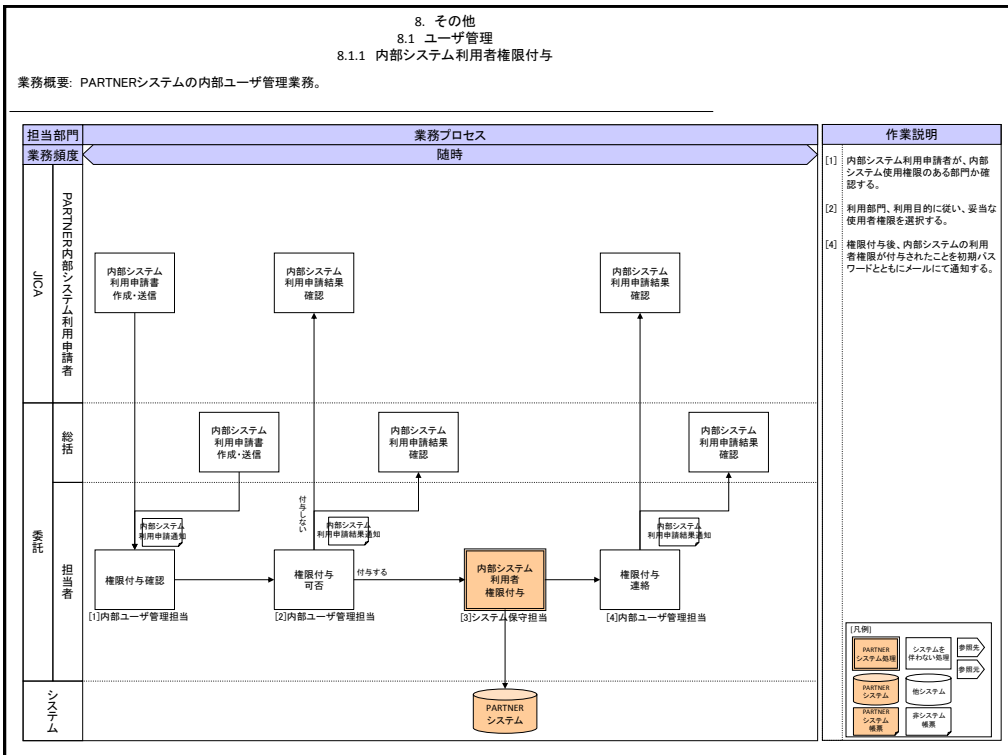 8. その他
8.1 ユーザ管理
8.1.1 内部システム利用者権限付与
業務概要: PARTNERシステムの内部ユーザ管理業務。
担当部門
業務プロセス
作業説明
業務頻度
随時
JICA
PARTNER内部システム利用申請者
内部システム
利用申請書
作成・送信
内部システム
利用申請結果
確認
内部システム
利用申請結果
確認
委託
総括
内部システム
利用申請書
作成・送信
内部システム
利用申請結果
確認
内部システム
利用申請結果
確認
担当者
内部システム
利用申請通知
付与しない
内部システム
利用申請結果通知
内部システム
利用申請結果通知
権限付与確認
[1]内部ユーザ管理担当
権限付与
可否
[2]内部ユーザ管理担当
付与する
内部システム
利用者
権限付与
[3]システム保守担当
権限付与
連絡
[4]内部ユーザ管理担当
システム
PARTNER
システム
[1] 内部システム利用申請者が、内部
システム使用権限のある部門か確
認する。
[2] 利用部門、利用目的に従い、妥当な
使用者権限を選択する。
[4] 権限付与後、内部システムの利用
者権限が付与されたことを初期パス
ワードとともにメールにて通知する。
[凡例]
PARTNER
システム処理
システムを
伴わない処理
参照先
参照元
PARTNER
システム
他システム
PARTNER
システム
帳票
非システム
帳票